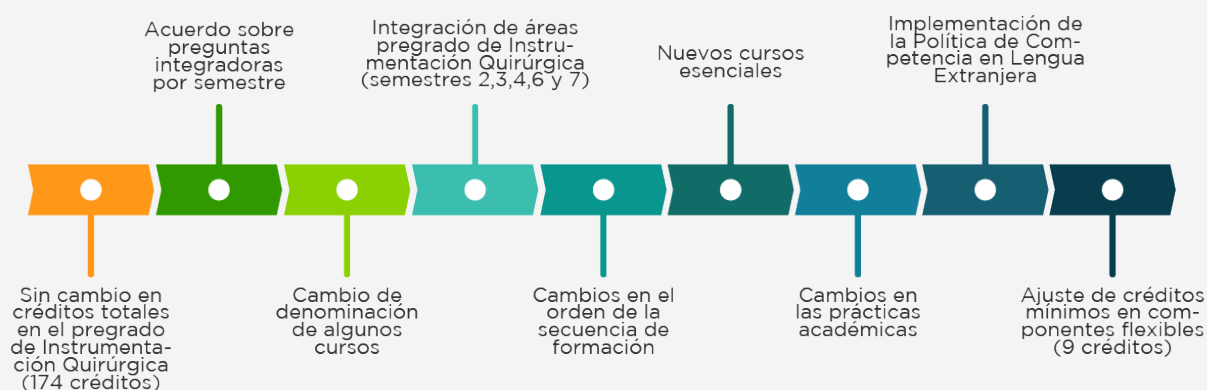 Acuerdo sobre
preguntas
integradoras
por semestre
Integración de áreas
pregrado de Instru-
mentación Quirúrgica
(semestres 2,3,4,6 y 7)
Nuevos cursos
esenciales
Implementación de
la Política de Com-
petencia en Lengua
Extranjera
Sin cambio en
créditos totales
en el pregrado
de Instrumenta-
ción Quirúrgica
(174 créditos)
Cambio de
denominación
de algunos
cursos
Cambios en el
orden de la
secuencia de
formación
Cambios en
las prácticas
académicas
Ajuste de créditos
mínimos en com-
ponentes flexibles
(9 créditos)